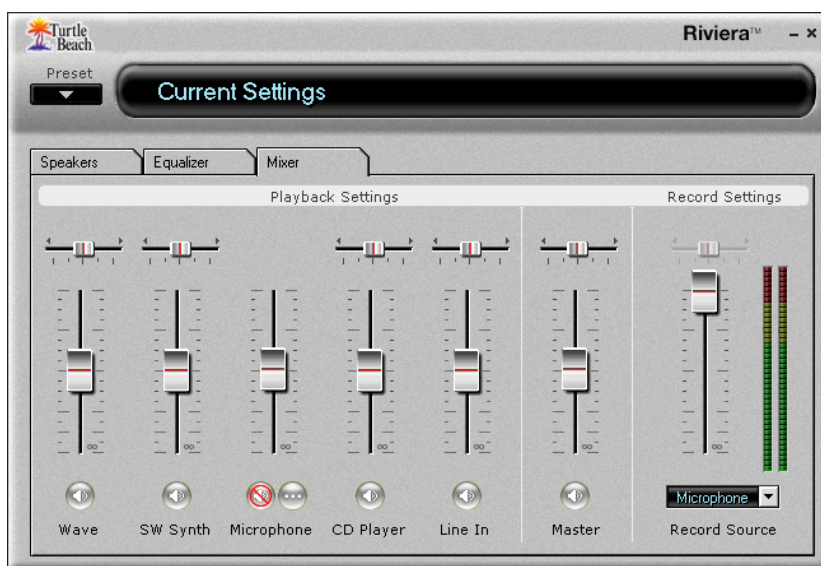 Turtle
Beach
Riviera™
Preset
Current Settings
Speakers Equalizer Mixer
Playback Settings Record Settings
∞ ∞ ∞ ∞ ∞ ∞ ∞
Microphone
Wave SW Synth Microphone CD Player Line In Master Record Source